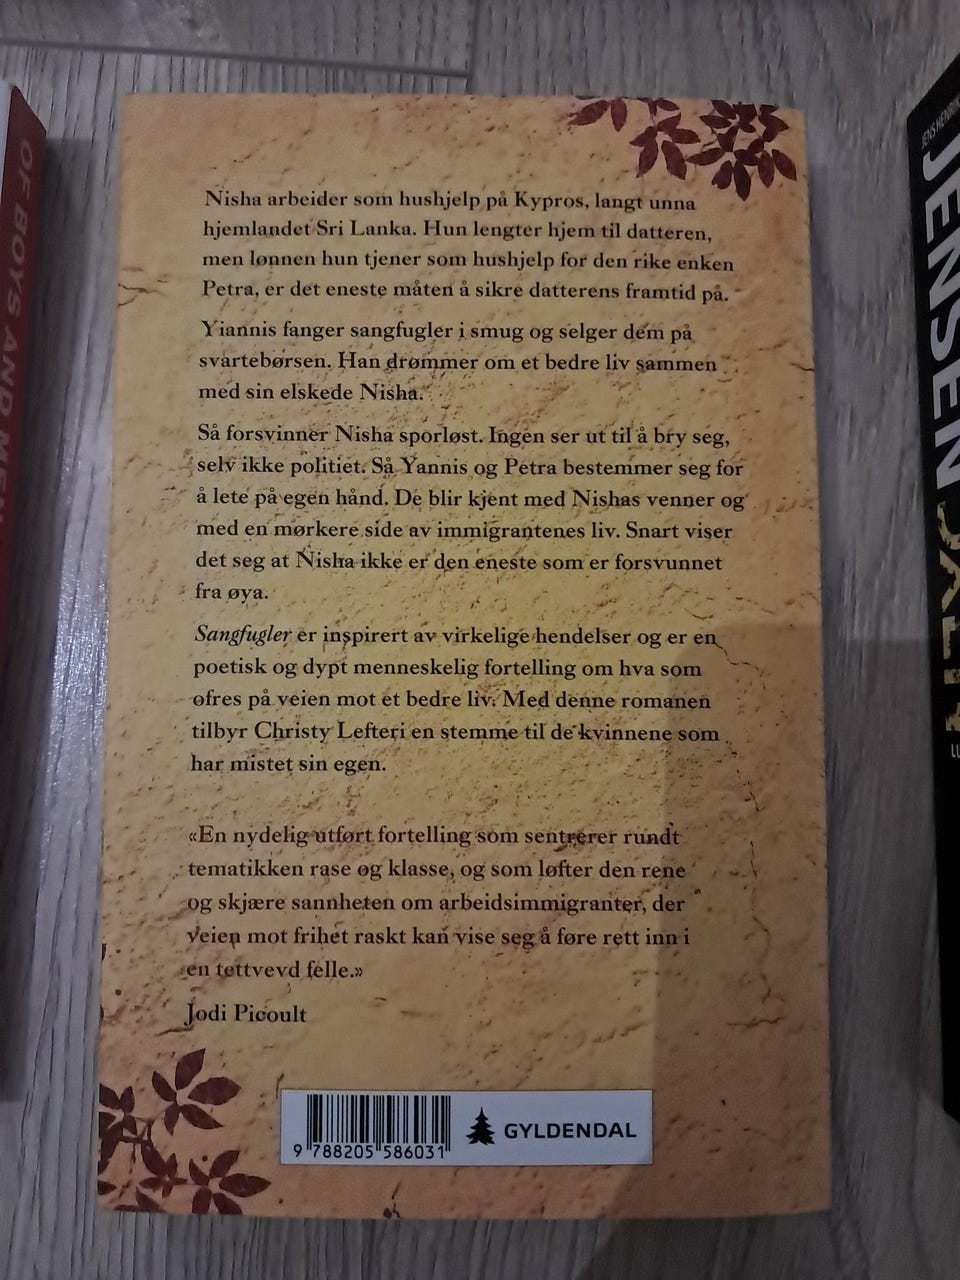 Nisha arbeider som hushjelp på Kypros, langt unna
hjemlandet Sri Lanka. Hun lengter hjem til datteren,
men lønnen hun tjener som hushjelp for den rike enken
Petra, er det eneste måten å sikre datterens framtid på.
Yiannis fanger sangfugler i smug og selger dem på
svartebørsen. Han drømmer om et bedre liv sammen
med sin elskede Nisha.
Så forsvinner Nisha sporløst. Ingen ser ut til å bry seg,
selv ikke politiet. Så Yannis og Petra bestemmer seg for
å lete på egen hånd. De blir kjent med Nishas venner og
med en mørkere side av immigrantenes liv. Snart viser
det seg at Nisha ikke er den eneste som er forsvunnet
fra øya.
Sangfugler er inspirert av virkelige hendelser og er en
poetisk og dypt menneskelig fortelling om hva som
ofres på veien mot et bedre liv. Med denne romanen
tilbyr Christy Lefteri en stemme til de kvinnene som
har mistet sin egen.
«En nydelig utført fortelling som sentrerer rundt
tematikken rase og klasse, og som løfter den rene
og skjære sannheten om arbeidsimmigranter, der
veien mot frihet raskt kan vise seg å føre rett inn i
en tettvevd felle.»
Jodi Picoult
9 788205 586031
GYLDENDAL
OF BOYS AND
JENS HENRIK
JENSEN